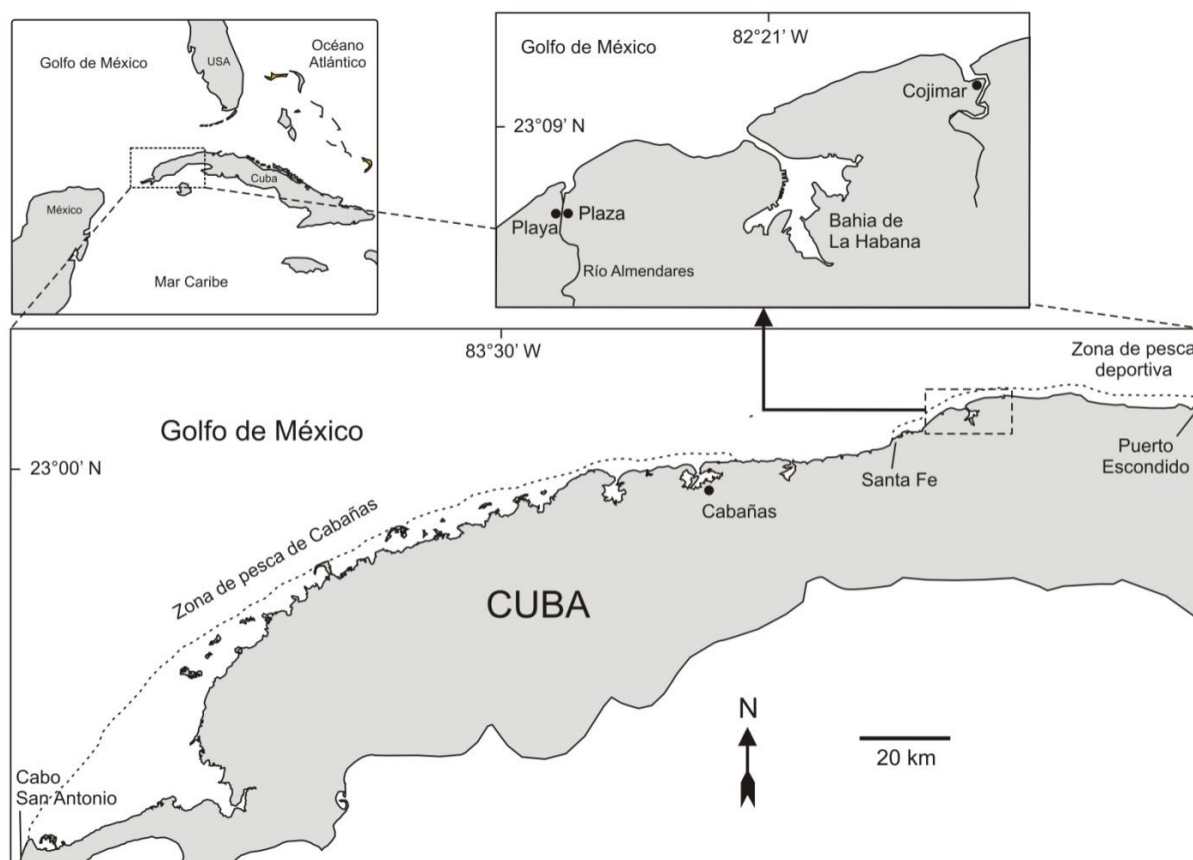 Golfo de México
USA
Océano
Atlántico
Cuba
México
Mar Caribe
82°21' W
Golfo de México
Cojimar
23°09' N
Playa
Plaza
Bahia de
La Habana
Río Almendares
83°30' W
Zona de pesca
deportiva
Golfo de México
23°00' N
Puerto
Escondido
Santa Fe
Cabañas
Zona de pesca de Cabañas
CUBA
N
20 km
Cabo
San Antonio